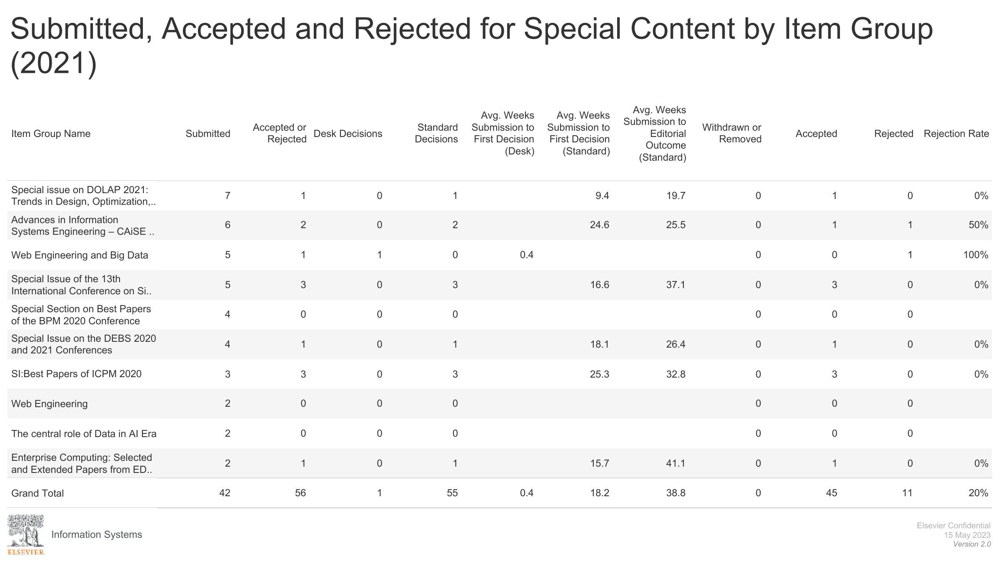 Submitted, Accepted and Rejected for Special Content by Item Group
(2021)
Item Group Name Submitted Accepted or Rejected Desk Decisions Standard Decisions Avg. Weeks Submission to First Decision (Desk) Avg. Weeks Submission to First Decision (Standard) Avg. Weeks Submission to Editorial Outcome (Standard) Withdrawn or Removed Accepted Rejected Rejection Rate
Special issue on DOLAP 2021:
Trends in Design, Optimization,.. 7 1 0 1 9.4 19.7 0 1 0 0%
Advances in Information
Systems Engineering – CAiSE .. 6 2 0 2 24.6 25.5 0 1 1 50%
Web Engineering and Big Data 5 1 1 0 0.4 0 0 1 100%
Special Issue of the 13th
International Conference on Si.. 5 3 0 3 16.6 37.1 0 3 0 0%
Special Section on Best Papers
of the BPM 2020 Conference 4 0 0 0 0 0 0
Special Issue on the DEBS 2020
and 2021 Conferences 4 1 0 1 18.1 26.4 0 1 0 0%
SI:Best Papers of ICPM 2020 3 3 0 3 25.3 32.8 0 3 0 0%
Web Engineering 2 0 0 0 0 0 0
The central role of Data in AI Era 2 0 0 0 0 0 0
Enterprise Computing: Selected
and Extended Papers from ED.. 2 1 0 1 15.7 41.1 0 1 0 0%
Grand Total 42 56 1 55 0.4 18.2 38.8 0 45 11 20%
ELSEVIER
Information Systems
Elsevier Confidential
15 May 2023
Version 2.0